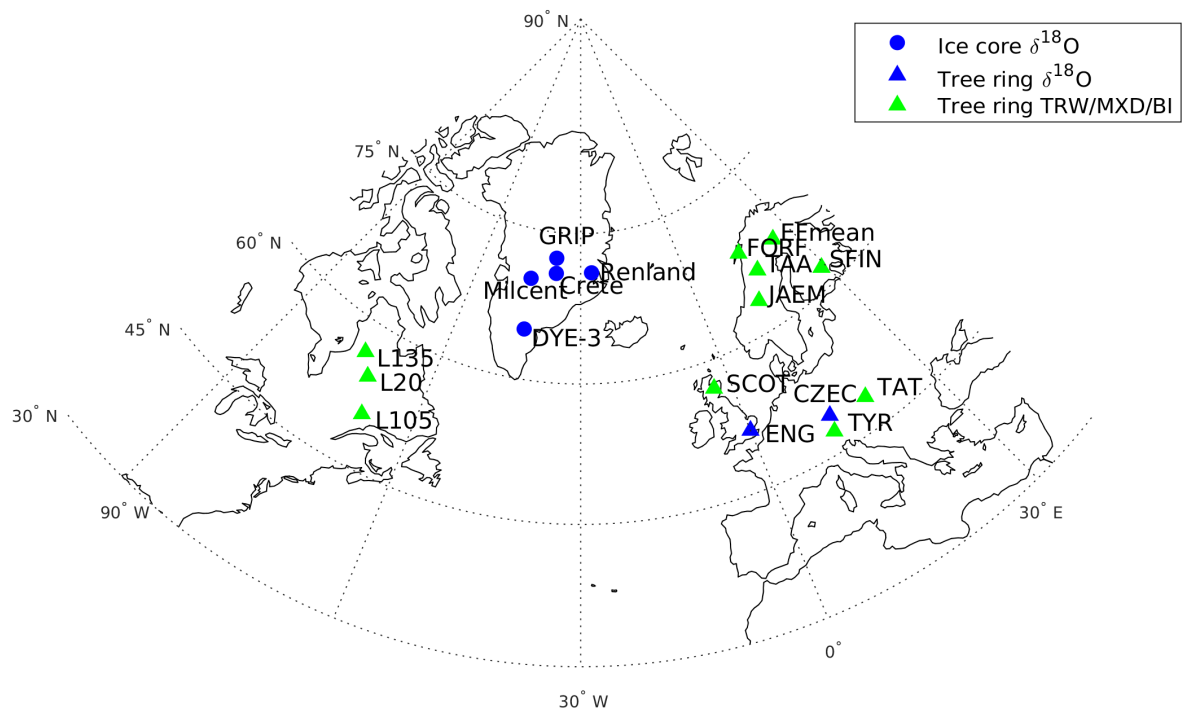 90° N
Ice core δ18O
Tree ring δ18O
Tree ring TRW/MXD/BI
75° N
60° N
45° N
30° N
90° W
30° W
0°
30° E
GRIP
Milcent
Crete
Renland
DYE-3
EFmean
FORF
TAA
SFIN
JAEM
L135
L20
L105
SCOT
ENG
CZEC
TAT
TYR